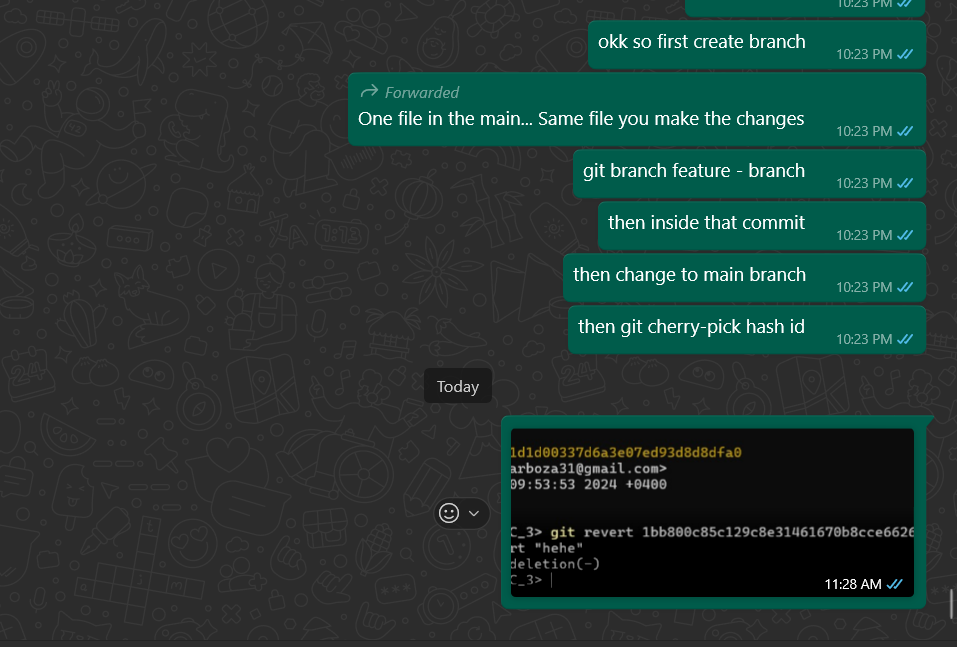 10:23 PM
okk so first create branch
10:23 PM
Forwarded
One file in the main... Same file you make the changes
10:23 PM
git branch feature - branch
10:23 PM
then inside that commit
10:23 PM
then change to main branch
10:23 PM
then git cherry-pick hash id
10:23 PM
Today
1d1d00337d6a3e07ed93d8d8dfa0
arboza31@gmail.com>
09:53:53 2024 +0400
C_3> git revert 1bb800c85c129c8e31461670b8cce6626
rt "hehe"
deletion(-)
C_3>
11:28 AM